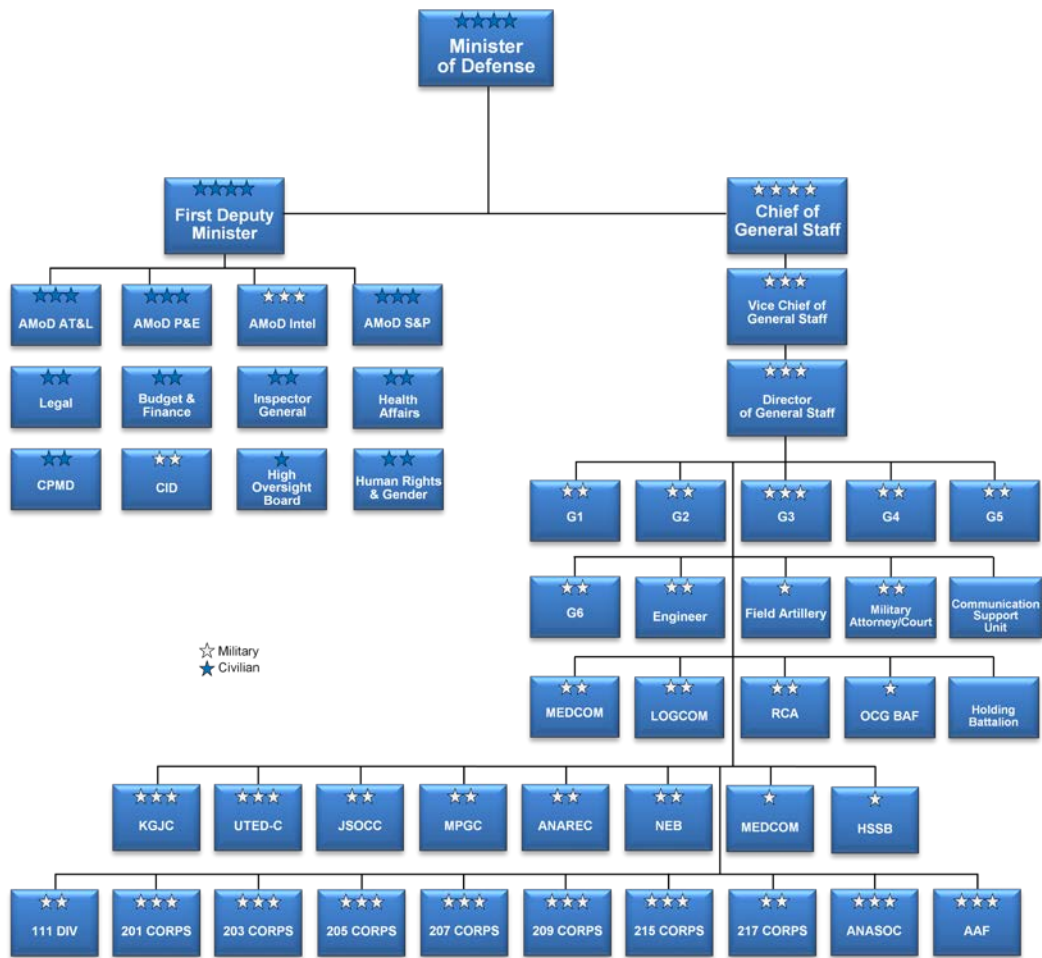 Minister
of Defense
First Deputy
Minister
Chief of
General Staff
AMoD AT&L
AMoD P&E
AMoD Intel
AMoD S&P
Vice Chief of
General Staff
Legal
Budget &
Finance
Inspector
General
Health
Affairs
Director
of General Staff
CPMD
CID
High
Oversight
Board
Human Rights
& Gender
G1
G2
G3
G4
G5
G6
Engineer
Field Artillery
Military
Attorney/Court
Communication
Support
Unit
Military
Civilian
MEDCOM
LOGCOM
RCA
OCG BAF
Holding
Battalion
KGJC
UTED-C
JSOCC
MPGC
ANAREC
NEB
MEDCOM
HSSB
111 DIV
201 CORPS
203 CORPS
205 CORPS
207 CORPS
209 CORPS
215 CORPS
217 CORPS
ANASOC
AAF